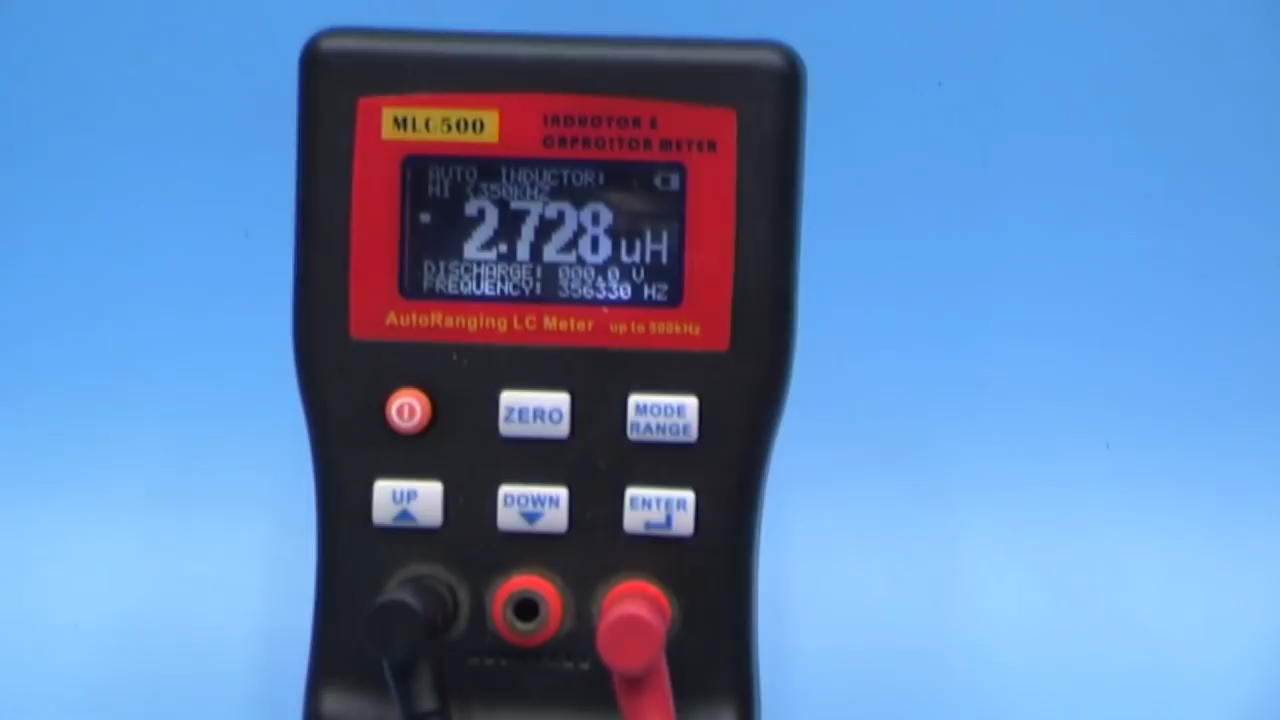 MLC500
INDUCTOR &
CAPACITOR METER
AUTO INDUCTOR:
HI <350KHZ
- 2.728 uH
DISCHARGE: 000.0 V
FREQUENCY: 356330 HZ
AutoRanging LC Meter up to 500kHz
ZERO
MODE
RANGE
UP
DOWN
ENTER